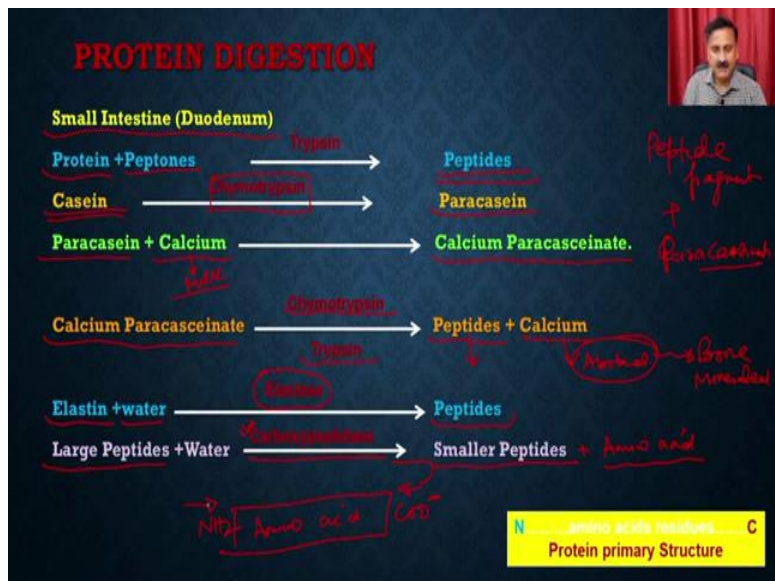 PROTEIN DIGESTION
Small Intestine (Duodenum)
Protein +Peptones Trypsin Peptides
Casein Chymotrypsin Paracasein
Paracasein + Calcium Calcium Paracasceinate.
Milk
Peptide
fragment
+
Calcium Paracasceinate Chymotrypsin Peptides + Calcium
Trypsin
Absorbed Bone
Elastin +water Elastase Peptides
Large Peptides +Water Carboxypeptidase Smaller Peptides + Amino acid
NH2 Amino acid COO-
N.........amino acids residues......C
Protein primary Structure